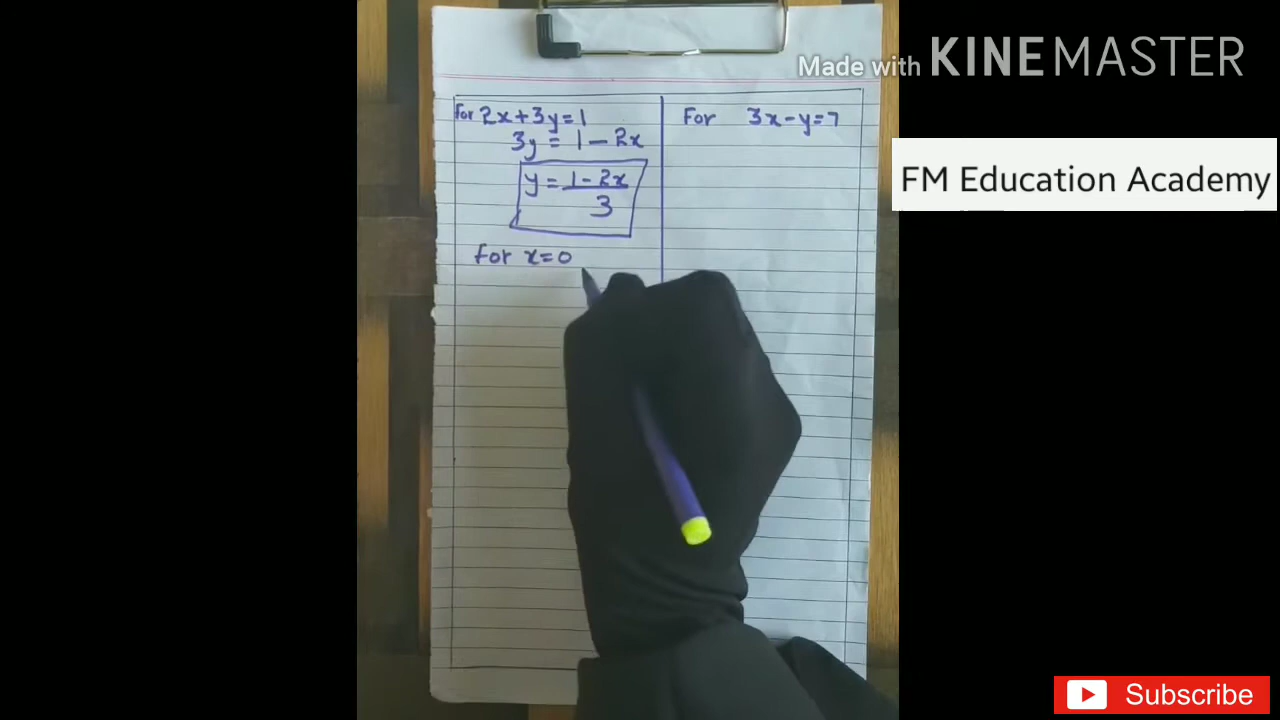 Made with KINEMASTER
For 2x+3y=1
3y = 1-2x
y = 1-2x
3
For x=0
For 3x-y=7
FM Education Academy
Subscribe